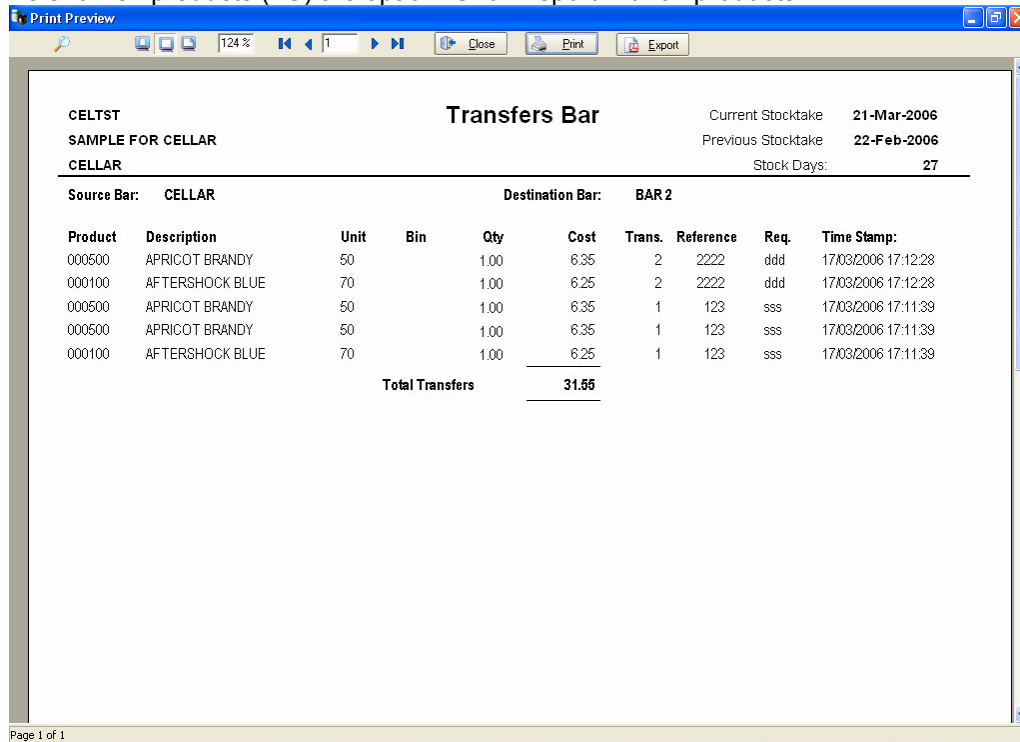 Print Preview
124 % 1 Close Print Export
CELTST Transfers Bar Current Stocktake 21-Mar-2006
SAMPLE FOR CELLAR Previous Stocktake 22-Feb-2006
CELLAR Stock Days: 27
Source Bar: CELLAR Destination Bar: BAR 2
Product Description Unit Bin Qty Cost Trans. Reference Req. Time Stamp:
000500 APRICOT BRANDY 50 1.00 6.35 2 2222 ddd 17/03/2006 17:12:28
000100 AFTERSHOCK BLUE 70 1.00 6.25 2 2222 ddd 17/03/2006 17:12:28
000500 APRICOT BRANDY 50 1.00 6.35 1 123 sss 17/03/2006 17:11:39
000500 APRICOT BRANDY 50 1.00 6.35 1 123 sss 17/03/2006 17:11:39
000100 AFTERSHOCK BLUE 70 1.00 6.25 1 123 sss 17/03/2006 17:11:39
Total Transfers 31.55
Page 1 of 1